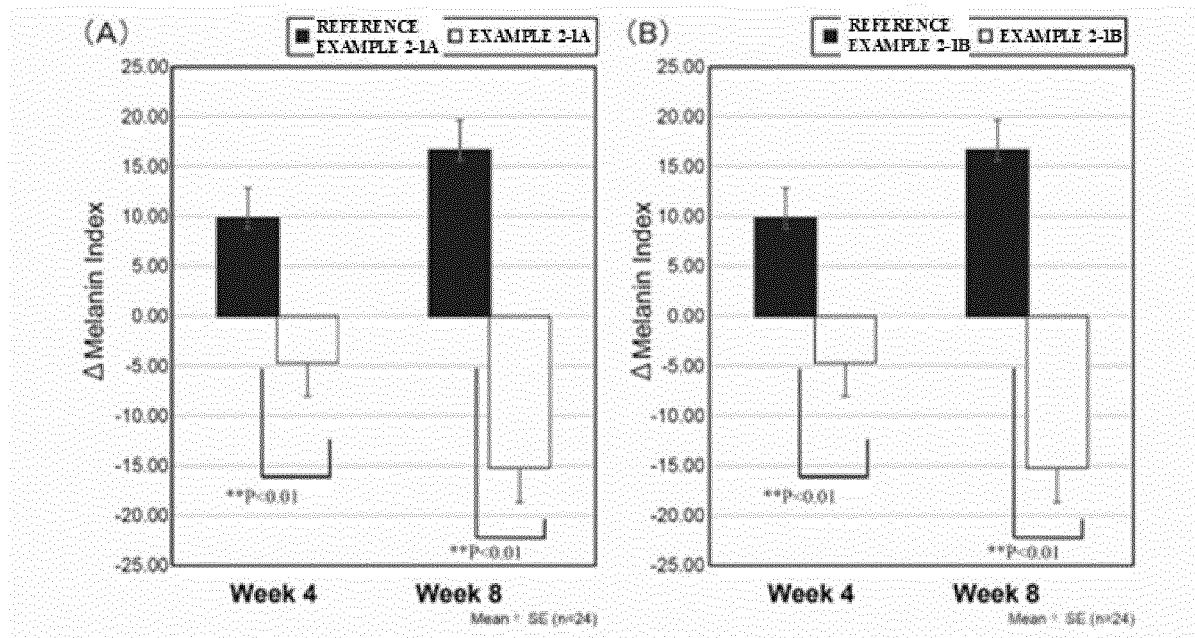 (A)
■ REFERENCE EXAMPLE 2-1A □ EXAMPLE 2-1A
25.00
20.00
15.00
10.00
5.00
0.00
-5.00
-10.00
-15.00
-20.00
-25.00
Δ Melanin Index
**P<0.01
**P<0.01
Week 4 Week 8
Mean ± SE (n=24)
(B)
■ REFERENCE EXAMPLE 2-1B □ EXAMPLE 2-1B
25.00
20.00
15.00
10.00
5.00
0.00
-5.00
-10.00
-15.00
-20.00
-25.00
Δ Melanin Index
**P<0.01
**P<0.01
Week 4 Week 8
Mean ± SE (n=24)